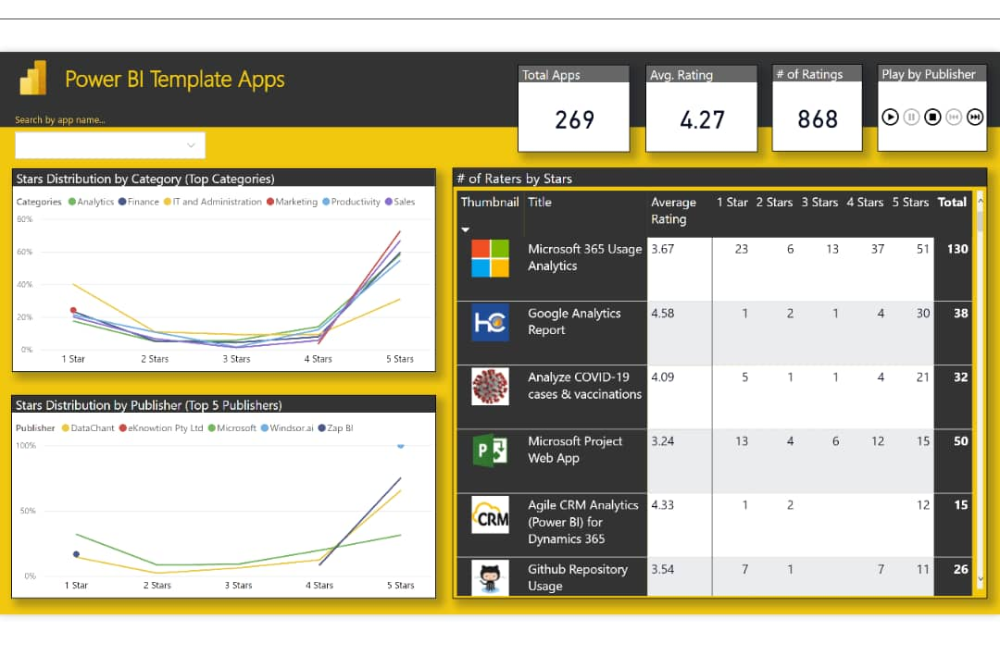 Power BI Template Apps
Search by app name...
Total Apps
269
Avg. Rating
4.27
# of Ratings
868
Play by Publisher
Stars Distribution by Category (Top Categories)
Categories Analytics Finance IT and Administration Marketing Productivity Sales
80%
60%
40%
20%
0%
1 Star 2 Stars 3 Stars 4 Stars 5 Stars
Stars Distribution by Publisher (Top 5 Publishers)
Publisher DataChant eKnowtion Pty Ltd Microsoft Windsor.ai Zap BI
100%
50%
0%
1 Star 2 Stars 3 Stars 4 Stars 5 Stars
# of Raters by Stars
Thumbnail Title Average Rating 1 Star 2 Stars 3 Stars 4 Stars 5 Stars Total
Microsoft 365 Usage 3.67 23 6 13 37 51 130
Analytics
HC
Google Analytics 4.58 1 2 1 4 30 38
Report
Analyze COVID-19 4.09 5 1 1 4 21 32
cases & vaccinations
P
Microsoft Project 3.24 13 4 6 12 15 50
Web App
CRM
Agile CRM Analytics 4.33 1 2 12 15
(Power BI) for
Dynamics 365
Github Repository 3.54 7 1 7 11 26
Usage